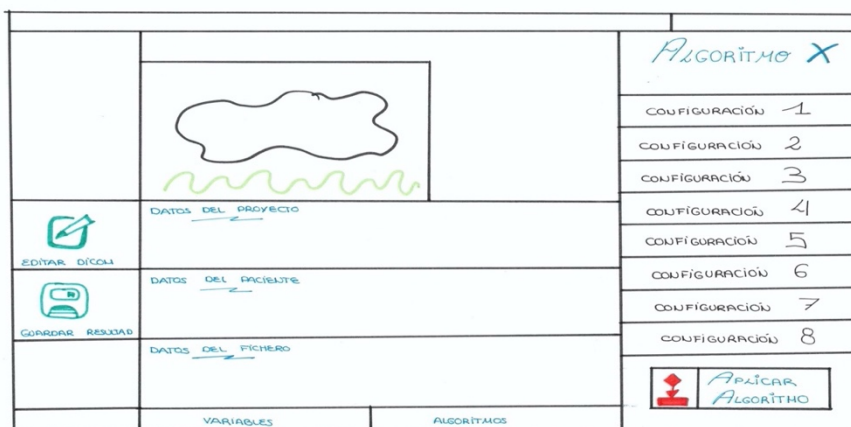 ALGORITMO X
CONFIGURACIÓN 1
CONFIGURACIÓN 2
CONFIGURACIÓN 3
CONFIGURACIÓN 4
CONFIGURACIÓN 5
CONFIGURACIÓN 6
CONFIGURACIÓN 7
CONFIGURACIÓN 8
APLICAR
ALGORITMO
DATOS DEL PROYECTO
EDITAR DICOM
DATOS DEL PACIENTE
GUARDAR RESULTAD
DATOS DEL FICHERO
VARIABLES
ALGORITMOS